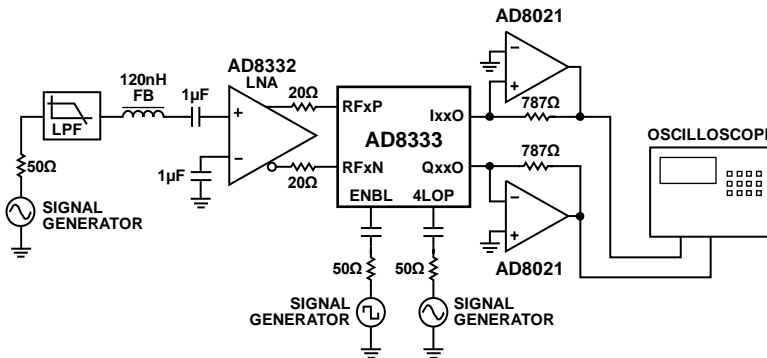 AD8021
120nH
FB
AD8332
LNA
1µF
20Ω
RFxP
IxxO
787Ω
LPF
AD8333
OSCILLOSCOPE
50Ω
1µF
20Ω
RFxN
QxxO
787Ω
ENBL
4LOP
SIGNAL
GENERATOR
AD8021
50Ω
50Ω
SIGNAL
GENERATOR
SIGNAL
GENERATOR
+
−
−
+
−
+